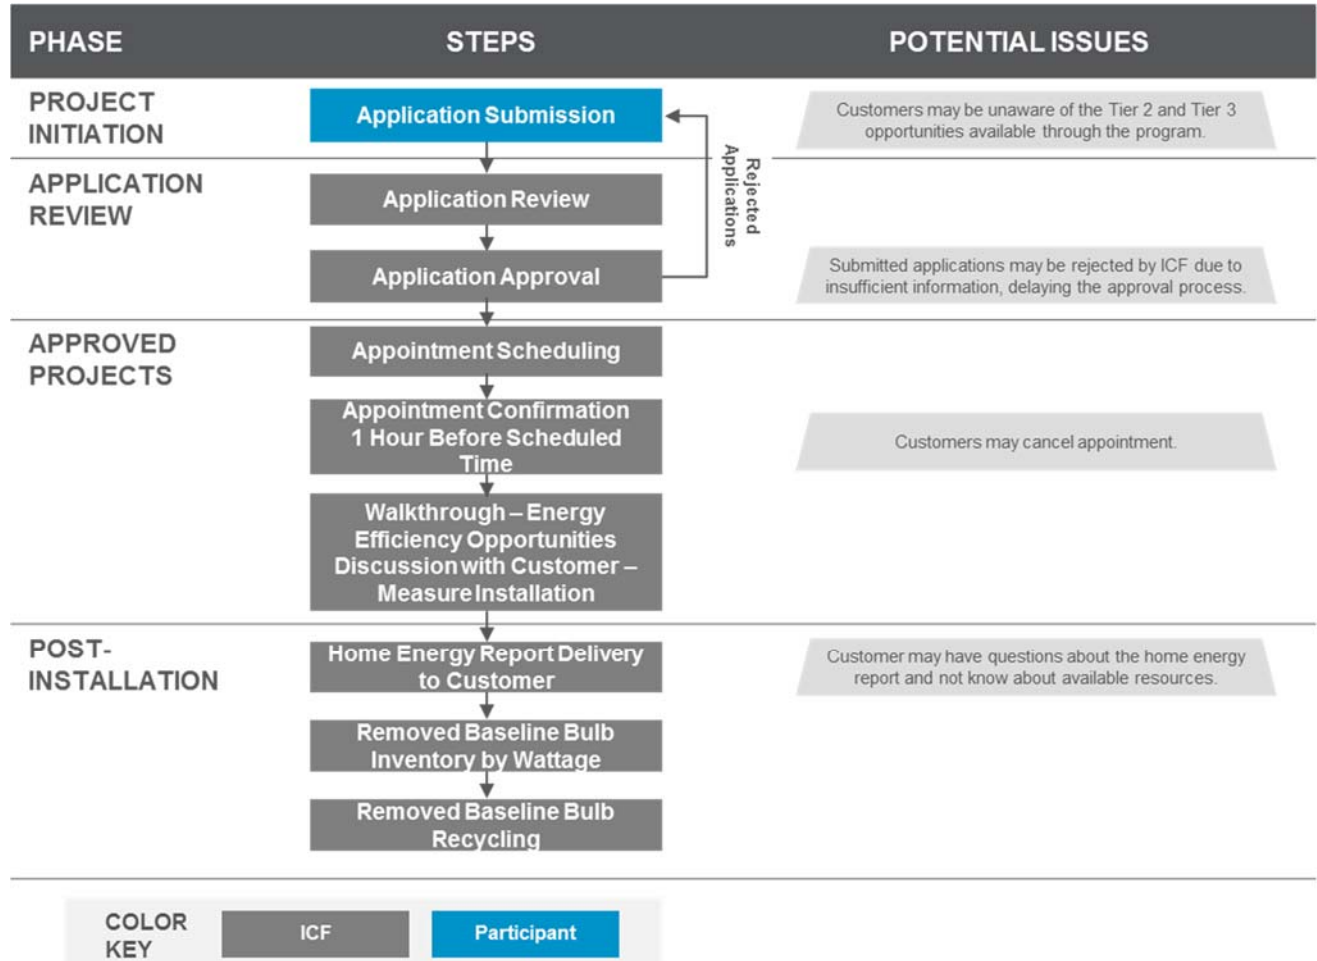 PHASE
STEPS
POTENTIAL ISSUES
PROJECT
INITIATION
Application Submission
Customers may be unaware of the Tier 2 and Tier 3
opportunities available through the program.
Rejected
Applications
APPLICATION
REVIEW
Application Review
Application Approval
Submitted applications may be rejected by ICF due to
insufficient information, delaying the approval process.
APPROVED
PROJECTS
Appointment Scheduling
Appointment Confirmation
1 Hour Before Scheduled
Time
Customers may cancel appointment.
Walkthrough – Energy
Efficiency Opportunities
Discussion with Customer –
Measure Installation
POST-
INSTALLATION
Home Energy Report Delivery
to Customer
Customer may have questions about the home energy
report and not know about available resources.
Removed Baseline Bulb
Inventory by Wattage
Removed Baseline Bulb
Recycling
COLOR
KEY
ICF
Participant